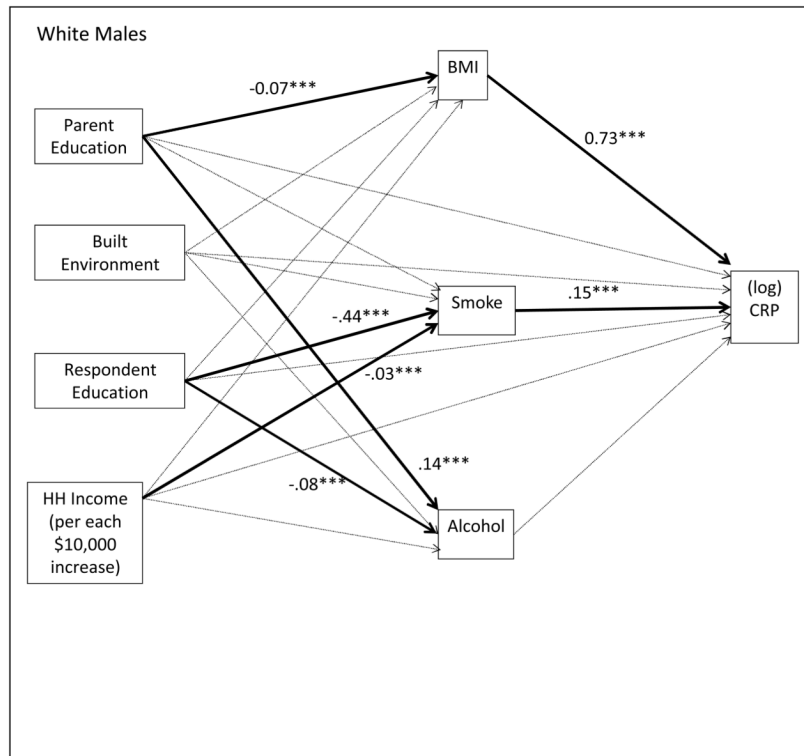 White Males
BMI
-0.07***
Parent
Education
0.73***
Built
Environment
(log)
CRP
Smoke
.15***
-.44***
Respondent
Education
-.03***
.14***
-.08***
HH Income
(per each
$10,000
increase)
Alcohol